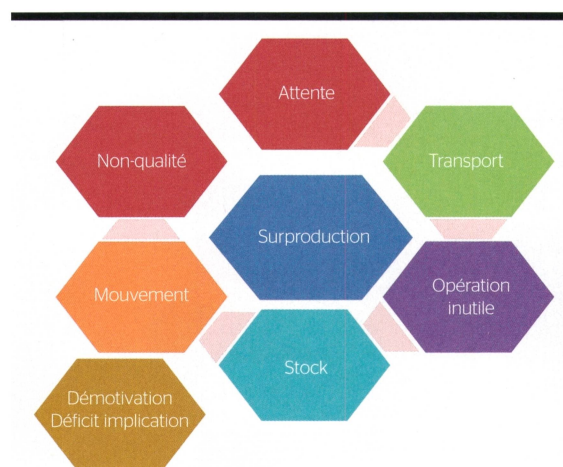 Attente
Non-qualité
Transport
Surproduction
Mouvement
Opération
inutile
Stock
Démotivation
Déficit implication